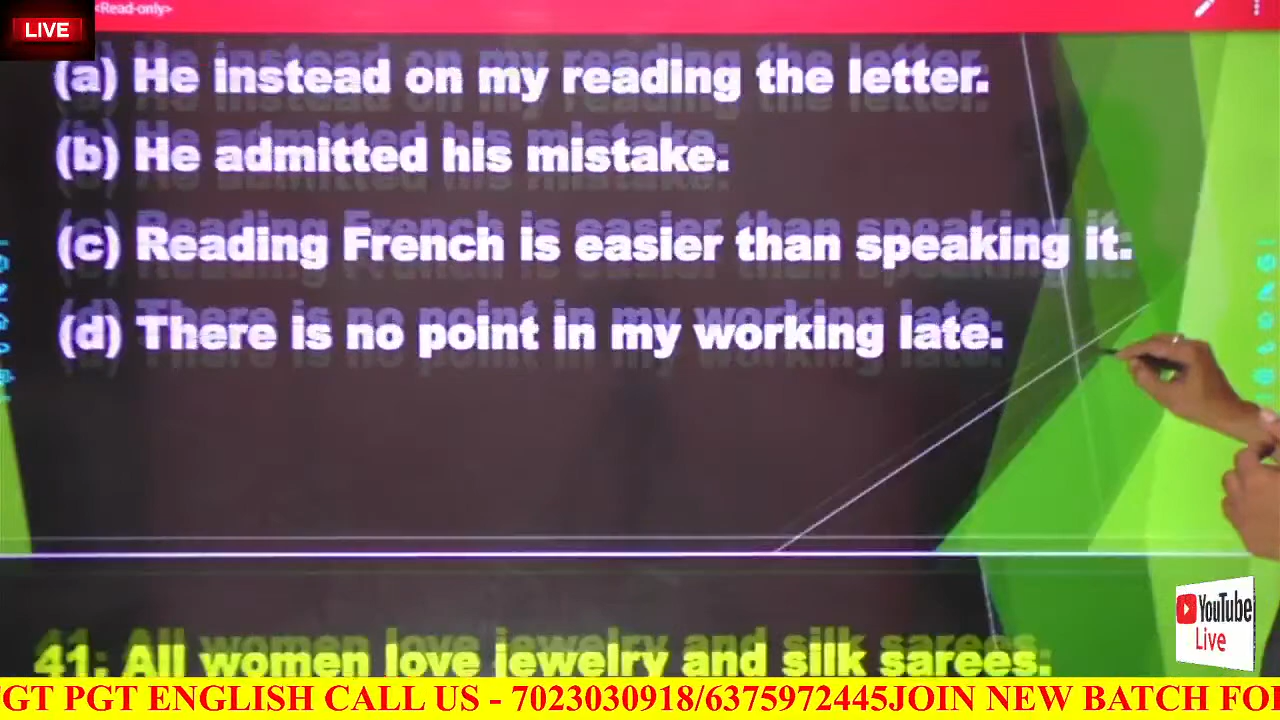 <Read-only>
LIVE
(a) He instead on my reading the letter.
(b) He admitted his mistake.
(c) Reading French is easier than speaking it.
(d) There is no point in my working late.
41. All women love jewelry and silk sarees.
YouTube
Live
GT PGT ENGLISH CALL US - 7023030918/6375972445JOIN NEW BATCH FO